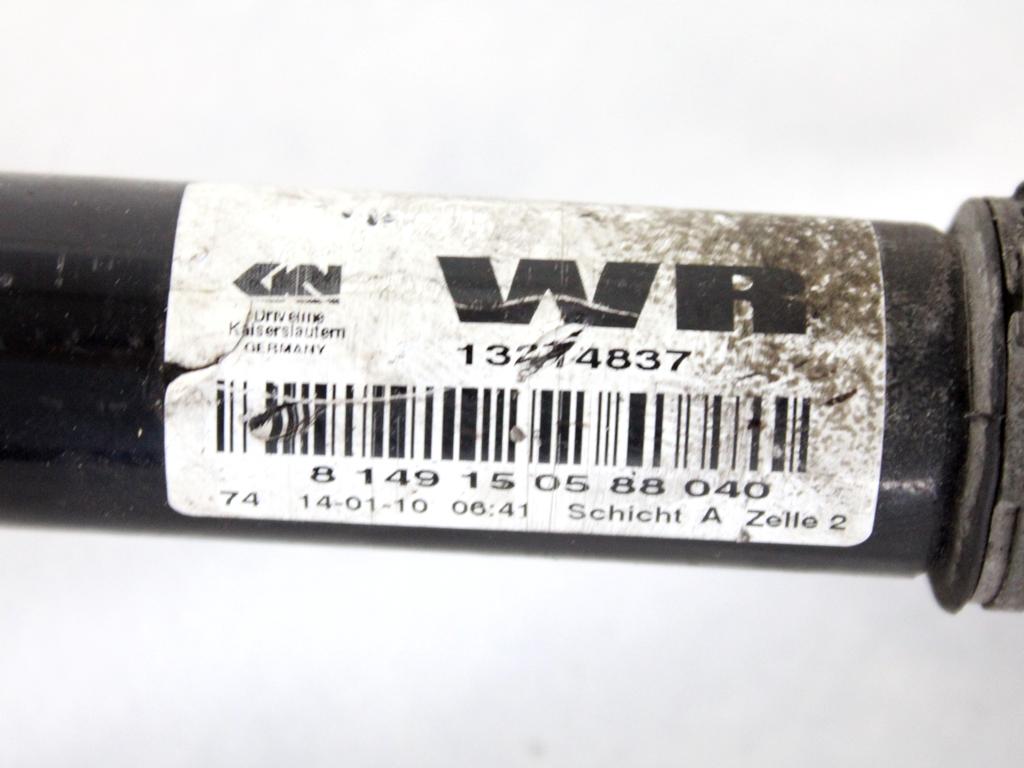 GKN WR
Driveline
Kaiserslautern
GERMANY
13214837
8 149 15 05 88 040
74 14-01-10 06:41 Schicht A Zelle 2